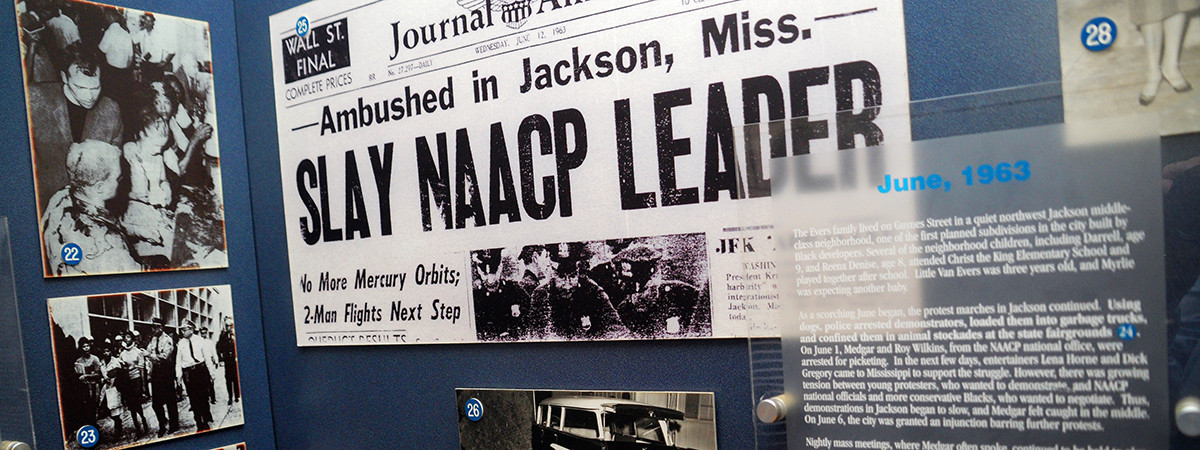 25
WALL ST.
FINAL
COMPLETE PRICES
Journal
WEDNESDAY, JUNE 12, 1963
No. 27,297—DAILY
—Ambushed in Jackson, Miss.—
SLAY NAACP LEADER
No More Mercury Orbits;
2-Man Flights Next Step
JFK
22
23
26
28
June, 1963
The Evers family lived on Guynes Street in a quiet northwest Jackson middle-
class neighborhood, one of the first planned subdivisions in the city built by
Black developers. Several of the neighborhood children, including Darrell, age
9, and Reena Denise, age 8, attended Christ the King Elementary School and
played together after school. Little Van Evers was three years old, and Myrlie
was expecting another baby.
As a scorching June began, the protest marches in Jackson continued. Using
dogs, police arrested demonstrators, loaded them into garbage trucks,
and confined them in animal stockades at the state fairgrounds 24.
On June 1, Medgar and Roy Wilkins, from the NAACP national office, were
arrested for picketing. In the next few days, entertainers Lena Horne and Dick
Gregory came to Mississippi to support the struggle. However, there was growing
tension between young protesters, who wanted to demonstrate, and NAACP
national officials and more conservative Blacks, who wanted to negotiate. Thus,
demonstrations in Jackson began to slow, and Medgar felt caught in the middle.
On June 6, the city was granted an injunction barring further protests.
Nightly mass meetings, where Medgar often spoke, continued to be held